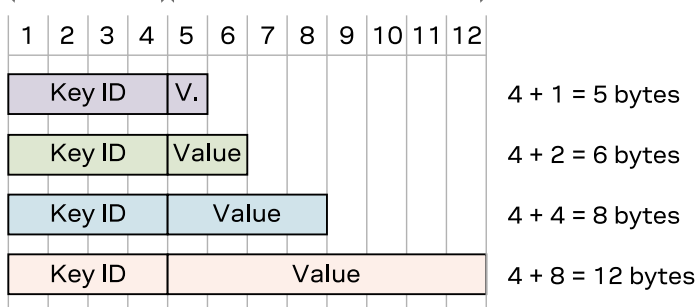 1 2 3 4 5 6 7 8 9 10 11 12
Key ID V. 4 + 1 = 5 bytes
Key ID Value 4 + 2 = 6 bytes
Key ID Value 4 + 4 = 8 bytes
Key ID Value 4 + 8 = 12 bytes